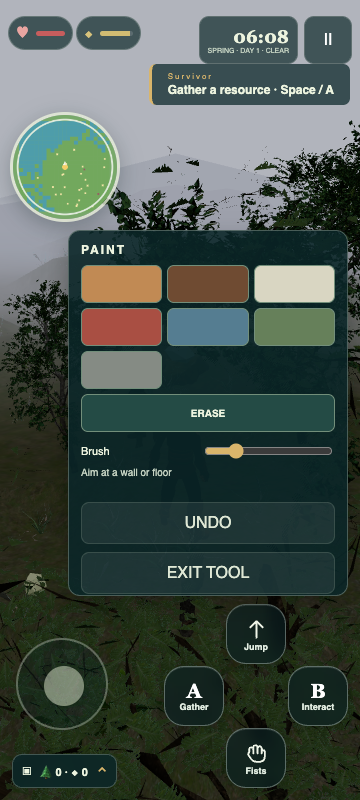 06:08
SPRING · DAY 1 · CLEAR
Survivor
Gather a resource · Space / A
PAINT
ERASE
Brush
Aim at a wall or floor
UNDO
EXIT TOOL
Jump
A
Gather
B
Interact
Fists
0 · ◆ 0